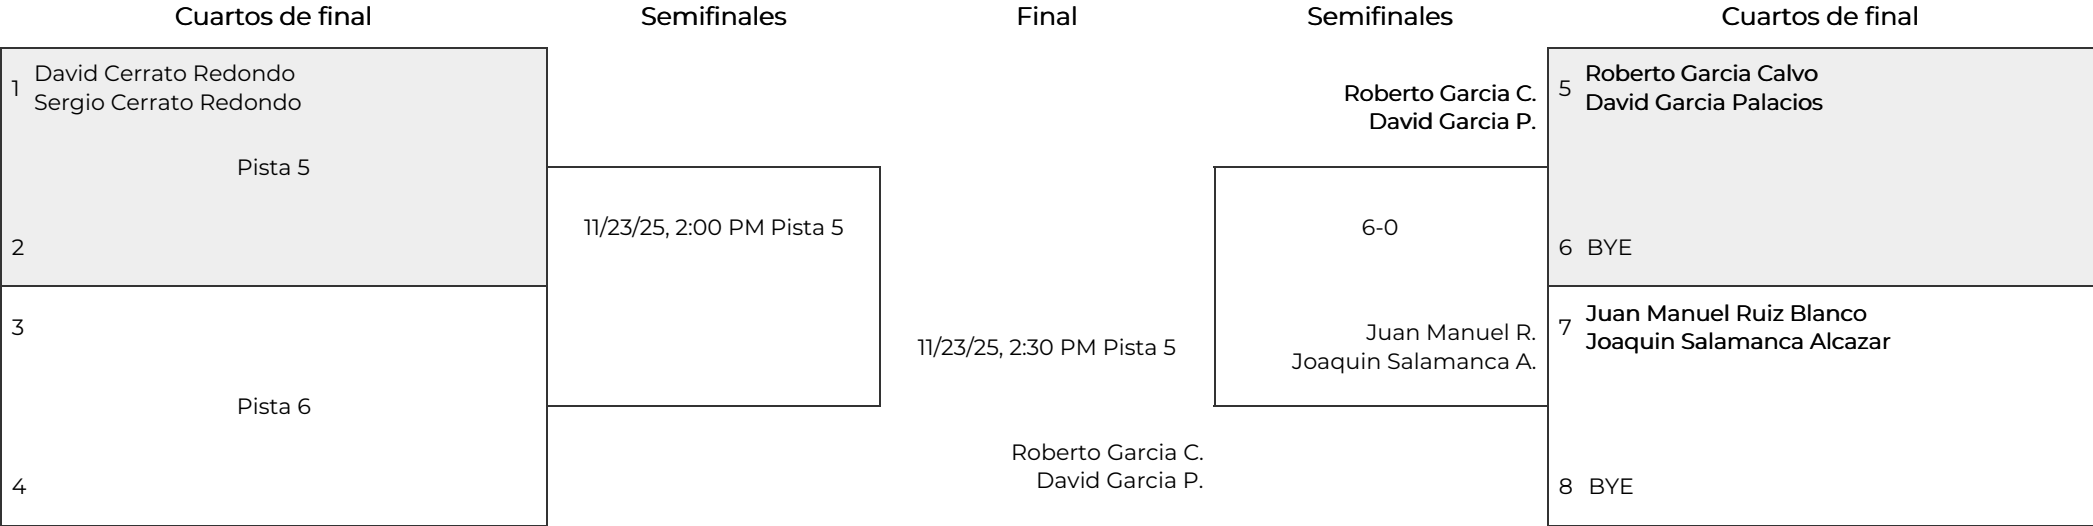 Cuartos de final
Semifinales
Final
Semifinales
Cuartos de final
1
David Cerrato Redondo
Sergio Cerrato Redondo
Pista 5
2
3
Pista 6
4
11/23/25, 2:00 PM Pista 5
11/23/25, 2:30 PM Pista 5
Roberto Garcia C.
David Garcia P.
Roberto Garcia C.
David Garcia P.
6-0
Juan Manuel R.
Joaquin Salamanca A.
5
Roberto Garcia Calvo
David Garcia Palacios
6 BYE
7
Juan Manuel Ruiz Blanco
Joaquin Salamanca Alcazar
8 BYE